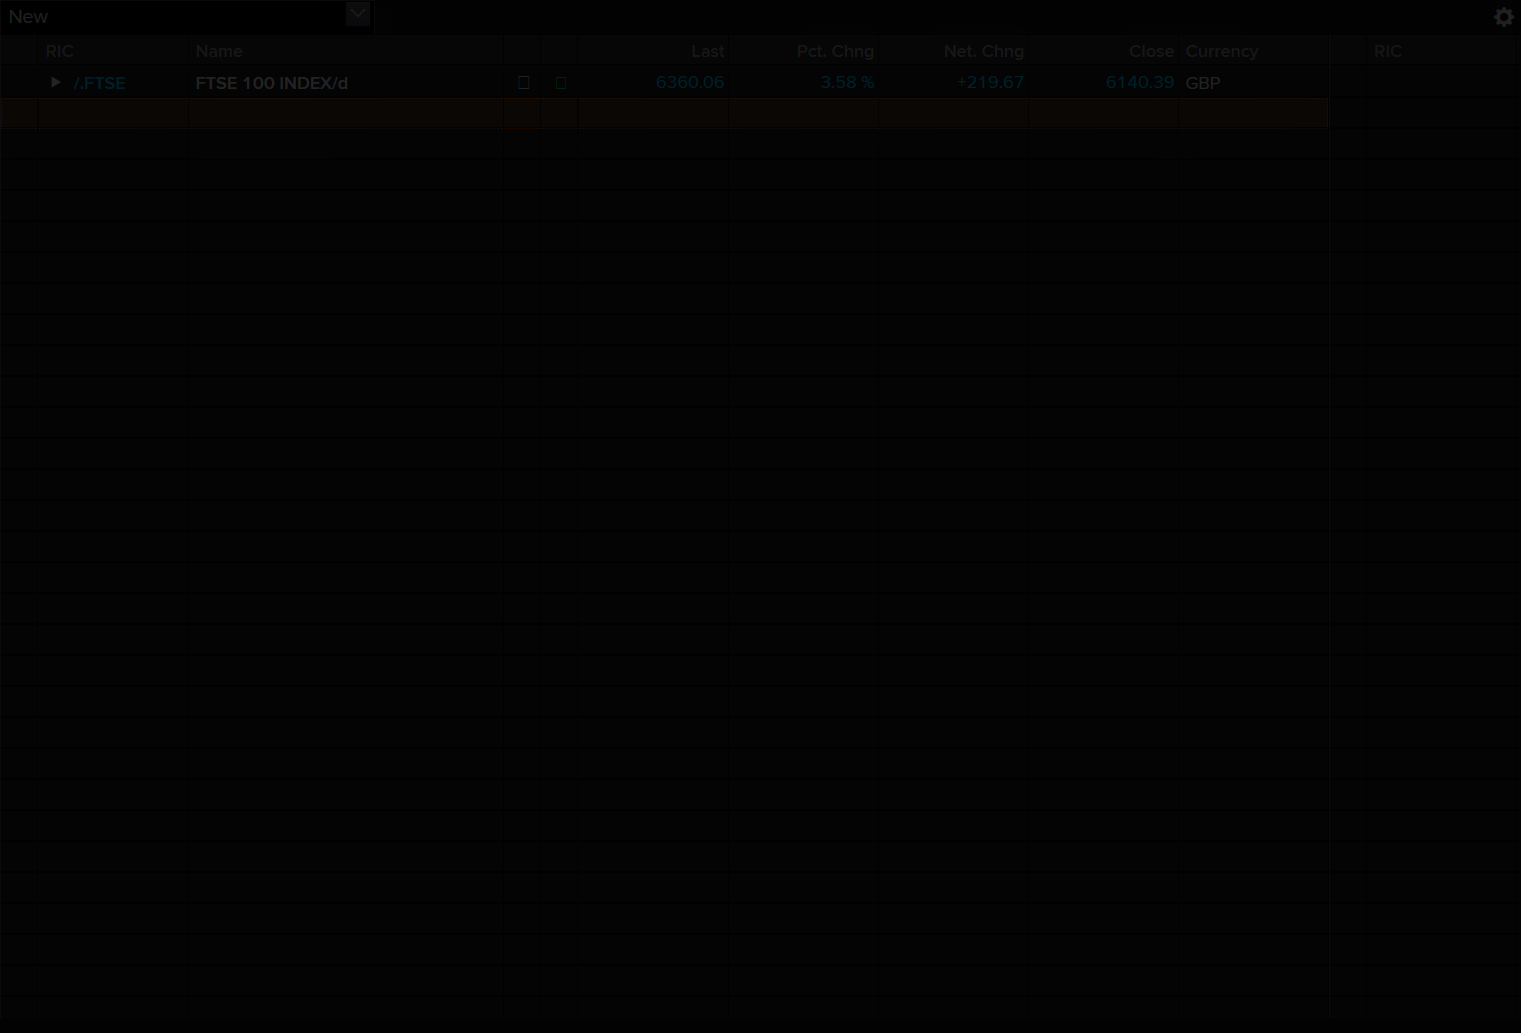 New
RIC Name Last Pct. Chng Net. Chng Close Currency RIC
/.FTSE FTSE 100 INDEX/d 6360.06 3.58 % +219.67 6140.39 GBP